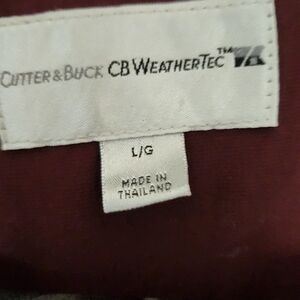 CUTTER & BUCK CB WEATHERTEC™
L/G
MADE IN
THAILAND